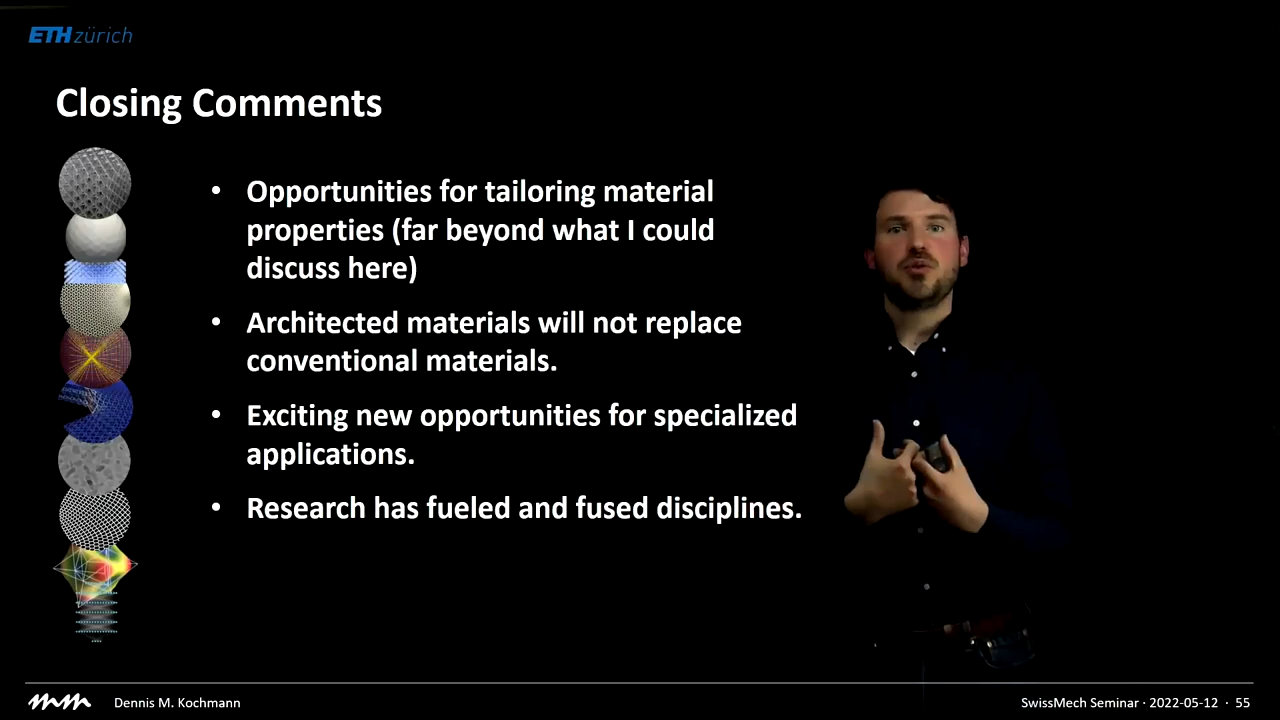 ETH zürich
Closing Comments
• Opportunities for tailoring material
properties (far beyond what I could
discuss here)
• Architected materials will not replace
conventional materials.
• Exciting new opportunities for specialized
applications.
• Research has fueled and fused disciplines.
Dennis M. Kochmann
SwissMech Seminar · 2022-05-12 · 55